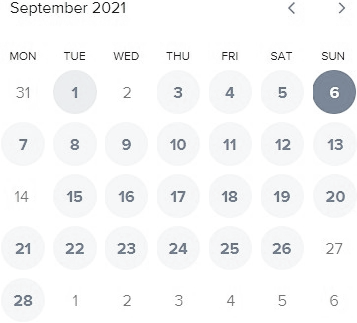 September 2021
MON TUE WED THU FRI SAT SUN
31 1 2 3 4 5 6
7 8 9 10 11 12 13
14 15 16 17 18 19 20
21 22 23 24 25 26 27
28 1 2 3 4 5 6